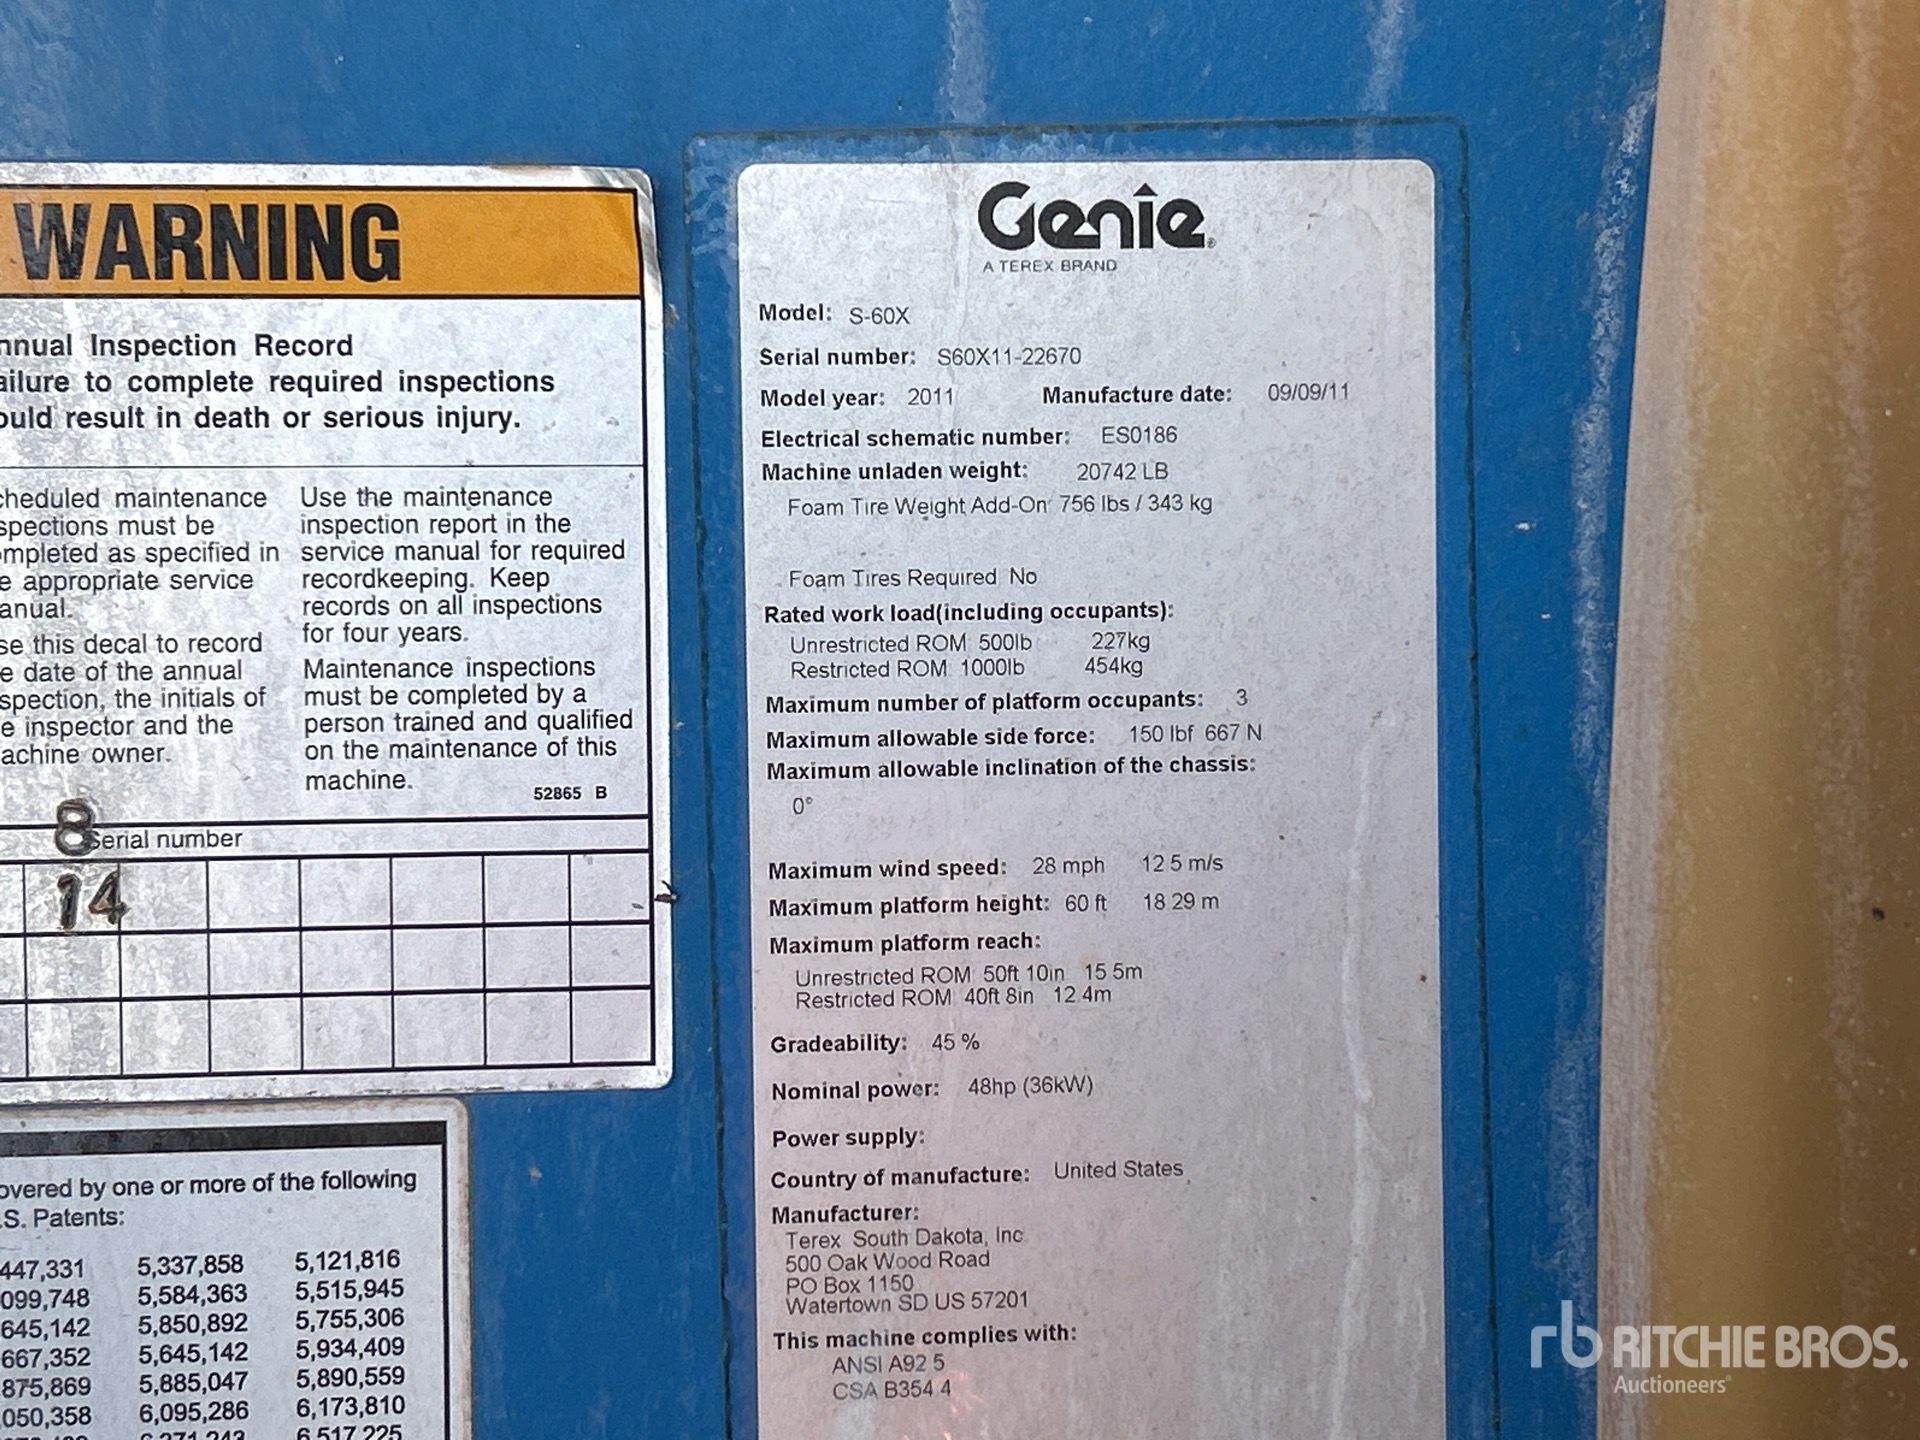 WARNING
nnual Inspection Record
ailure to complete required inspections
ould result in death or serious injury.
cheduled maintenance
spections must be
ompleted as specified in
e appropriate service
anual.
se this decal to record
e date of the annual
spection, the initials of
e inspector and the
achine owner.
Use the maintenance
inspection report in the
service manual for required
recordkeeping. Keep
records on all inspections
for four years.
Maintenance inspections
must be completed by a
person trained and qualified
on the maintenance of this
machine.
52865 B
8
Serial number
14
overed by one or more of the following
.S. Patents:
447,331 5,337,858 5,121,816
099,748 5,584,363 5,515,945
645,142 5,850,892 5,755,306
667,352 5,645,142 5,934,409
875,869 5,885,047 5,890,559
050,358 6,095,286 6,173,810
6,271,243 6,517,225
Genie®
A TEREX BRAND
Model: S-60X
Serial number: S60X11-22670
Model year: 2011 Manufacture date: 09/09/11
Electrical schematic number: ES0186
Machine unladen weight: 20742 LB
Foam Tire Weight Add-On: 756 lbs / 343 kg
Foam Tires Required No
Rated work load(including occupants):
Unrestricted ROM 500lb 227kg
Restricted ROM 1000lb 454kg
Maximum number of platform occupants: 3
Maximum allowable side force: 150 lbf 667 N
Maximum allowable inclination of the chassis:
0°
Maximum wind speed: 28 mph 12.5 m/s
Maximum platform height: 60 ft 18.29 m
Maximum platform reach:
Unrestricted ROM 50ft 10in 15.5m
Restricted ROM 40ft 8in 12.4m
Gradeability: 45 %
Nominal power: 48hp (36kW)
Power supply:
Country of manufacture: United States
Manufacturer:
Terex South Dakota, Inc
500 Oak Wood Road
PO Box 1150
Watertown SD US 57201
This machine complies with:
ANSI A92.5
CSA B354.4
rb RITCHIE BROS.
Auctioneers